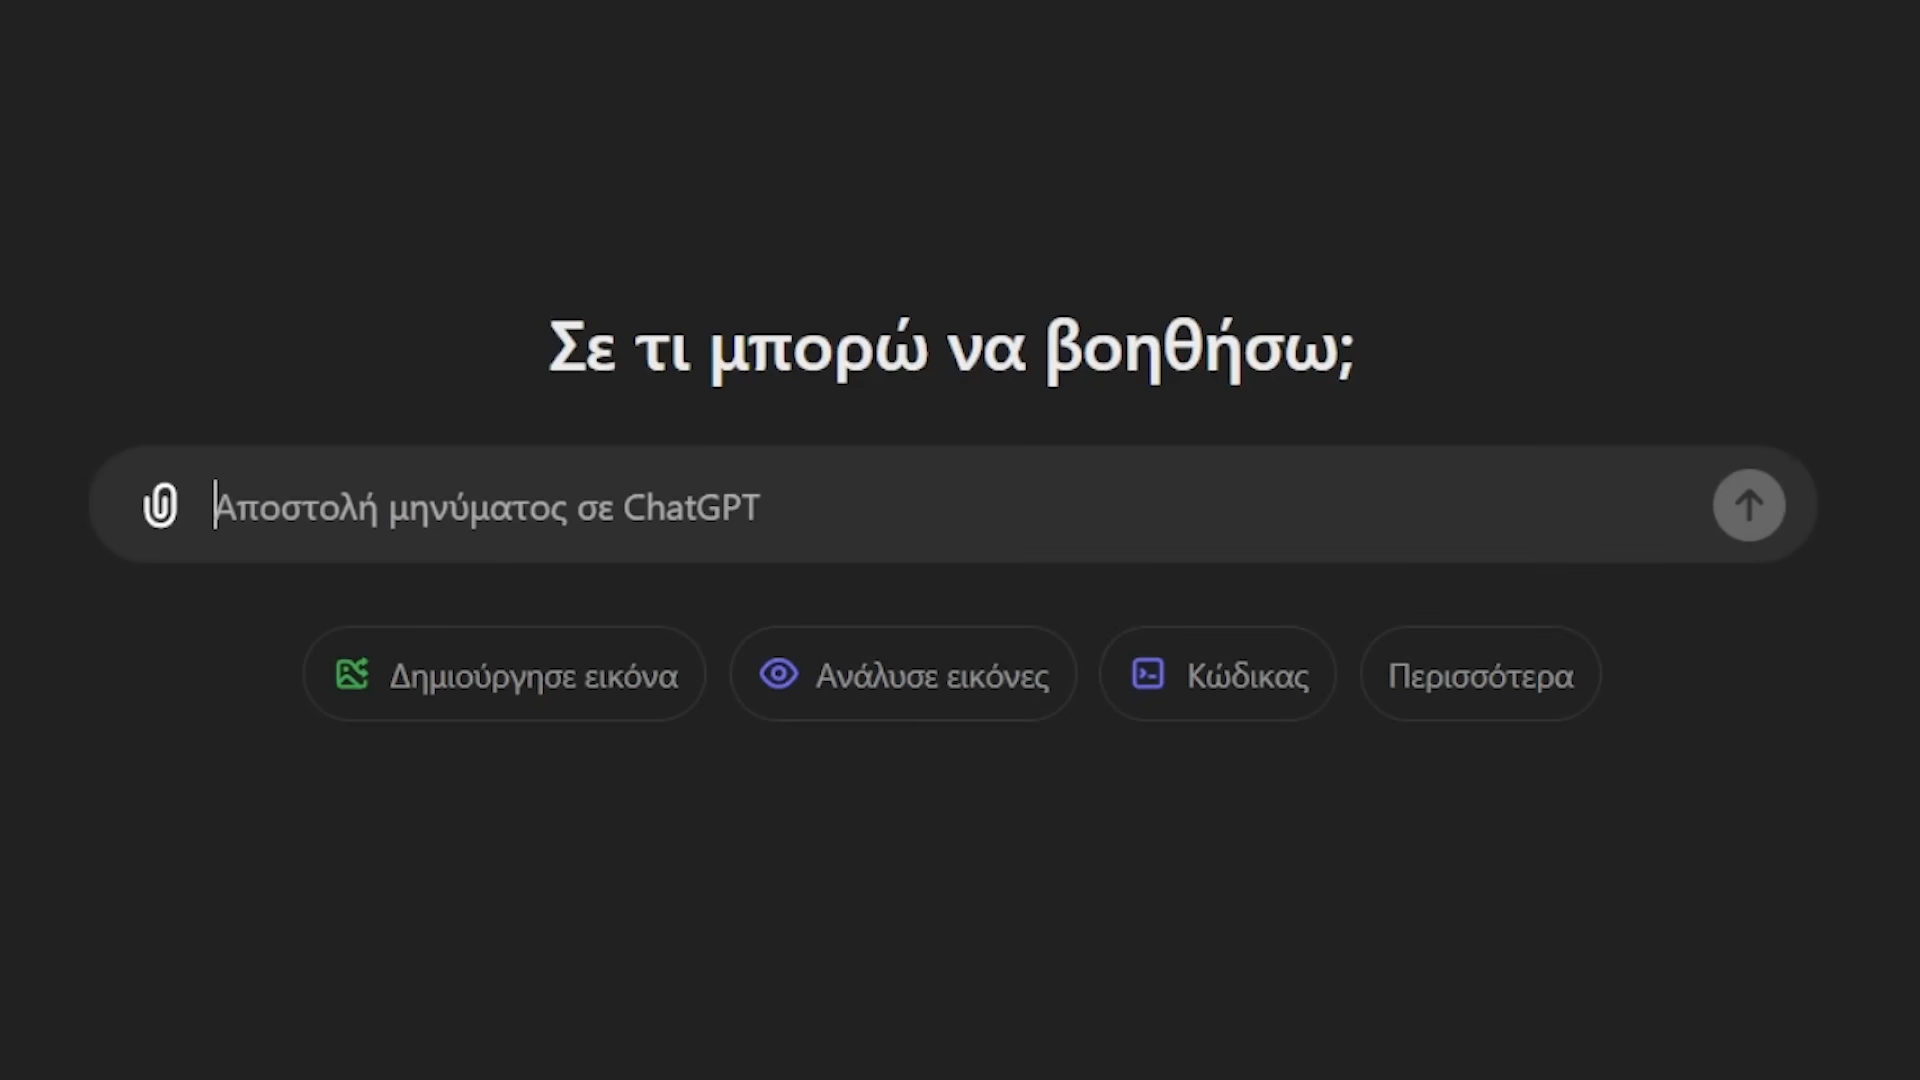 Σε τι μπορώ να βοηθήσω;
Αποστολή μηνύματος σε ChatGPT
Δημιούργησε εικόνα
Ανάλυσε εικόνες
Κώδικας
Περισσότερα